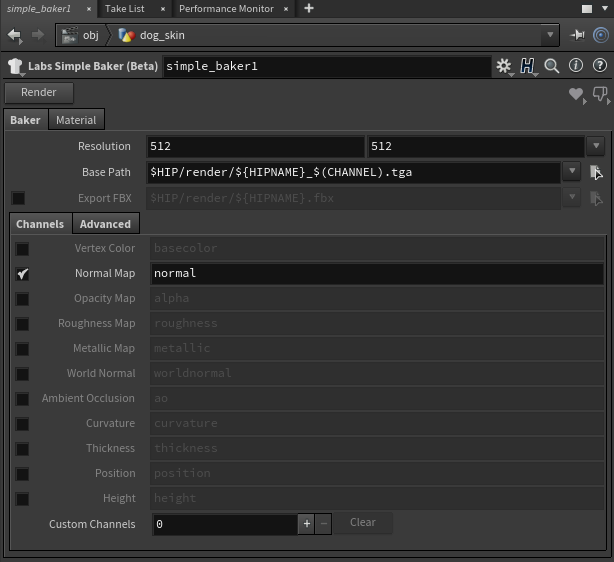 simple_baker1 × Take List × Performance Monitor × +
obj dog_skin
Labs Simple Baker (Beta) simple_baker1
Render
Baker Material
Resolution 512 512
Base Path $HIP/render/${HIPNAME}_$(CHANNEL).tga
Export FBX $HIP/render/${HIPNAME}.fbx
Channels Advanced
Vertex Color basecolor
Normal Map normal
Opacity Map alpha
Roughness Map roughness
Metallic Map metallic
World Normal worldnormal
Ambient Occlusion ao
Curvature curvature
Thickness thickness
Position position
Height height
Custom Channels 0 + − Clear